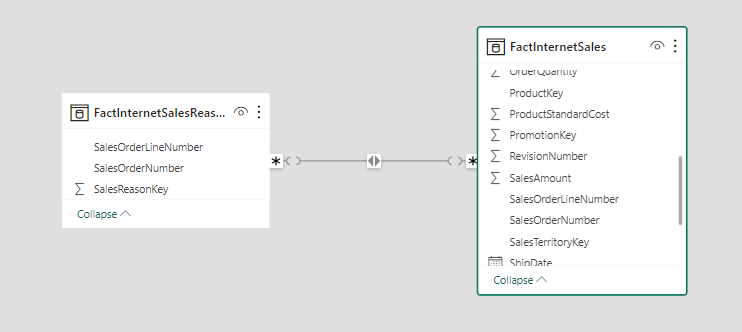 FactInternetSalesReas...
SalesOrderLineNumber
SalesOrderNumber
SalesReasonKey
Collapse
FactInternetSales
OrderQuantity
ProductKey
ProductStandardCost
PromotionKey
RevisionNumber
SalesAmount
SalesOrderLineNumber
SalesOrderNumber
SalesTerritoryKey
ShipDate
Collapse